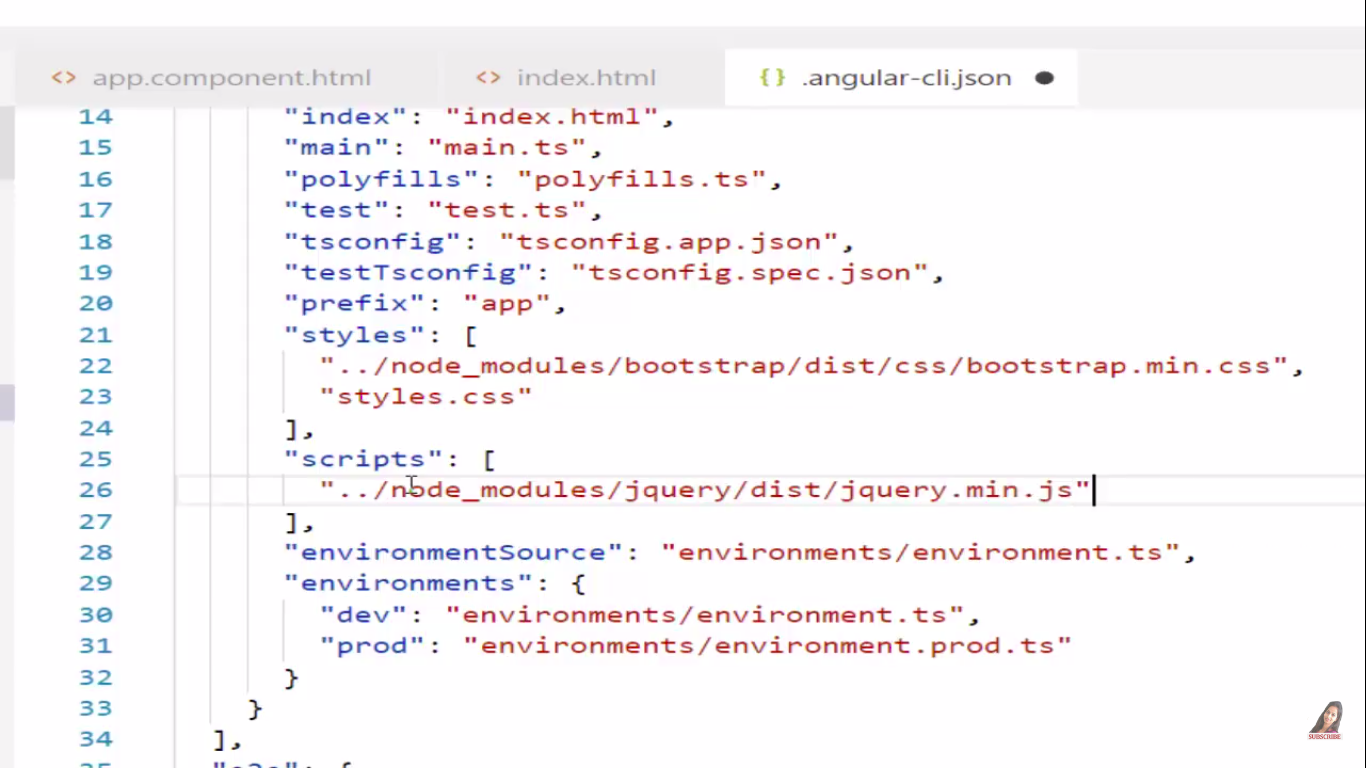 <> app.component.html <> index.html {} .angular-cli.json ●
14 "index": "index.html",
15 "main": "main.ts",
16 "polyfills": "polyfills.ts",
17 "test": "test.ts",
18 "tsconfig": "tsconfig.app.json",
19 "testTsconfig": "tsconfig.spec.json",
20 "prefix": "app",
21 "styles": [
22 "../node_modules/bootstrap/dist/css/bootstrap.min.css",
23 "styles.css"
24 ],
25 "scripts": [
26 "../node_modules/jquery/dist/jquery.min.js"
27 ],
28 "environmentSource": "environments/environment.ts",
29 "environments": {
30 "dev": "environments/environment.ts",
31 "prod": "environments/environment.prod.ts"
32 }
33 }
34 ],
SUBSCRIBE